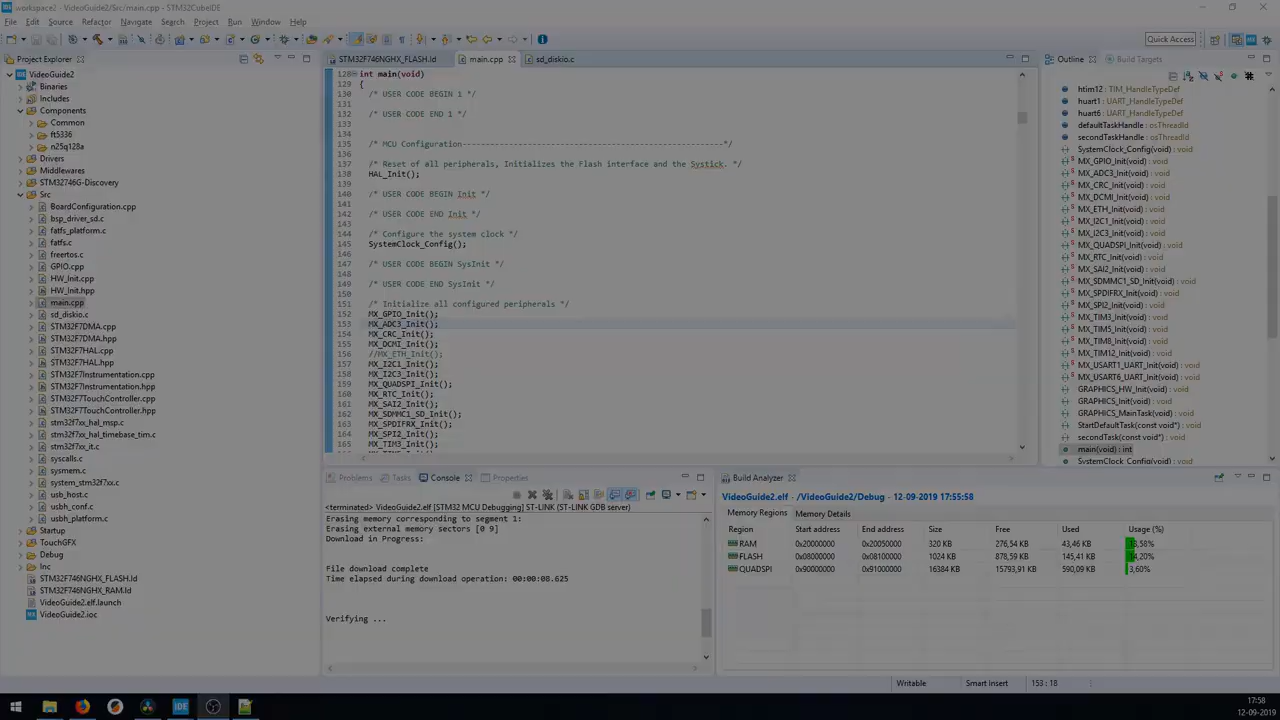 workspace2 - VideoGuide2/Src/main.cpp - STM32CubeIDE
File Edit Source Refactor Navigate Search Project Run Window Help
Quick Access
Project Explorer
VideoGuide2
Binaries
Includes
Components
Common
ft5336
n25q128a
Drivers
Middlewares
STM32746G-Discovery
Src
BoardConfiguration.cpp
bsp_driver_sd.c
fatfs_platform.c
fatfs.c
freertos.c
GPIO.cpp
HW_Init.cpp
HW_Init.hpp
main.cpp
sd_diskio.c
STM32F7DMA.cpp
STM32F7DMA.hpp
STM32F7HAL.cpp
STM32F7HAL.hpp
STM32F7Instrumentation.cpp
STM32F7Instrumentation.hpp
STM32F7TouchController.cpp
STM32F7TouchController.hpp
stm32f7xx_hal_msp.c
stm32f7xx_hal_timebase_tim.c
stm32f7xx_it.c
syscalls.c
sysmem.c
system_stm32f7xx.c
usb_host.c
usbh_conf.c
usbh_platform.c
Startup
TouchGFX
Debug
Inc
STM32F746NGHX_FLASH.ld
STM32F746NGHX_RAM.ld
VideoGuide2.elf.launch
VideoGuide2.ioc
STM32F746NGHX_FLASH.ld main.cpp sd_diskio.c
128 int main(void)
129 {
130 /* USER CODE BEGIN 1 */
131
132 /* USER CODE END 1 */
133
134
135 /* MCU Configuration--------------------------------------------------------*/
136
137 /* Reset of all peripherals, Initializes the Flash interface and the Systick. */
138 HAL_Init();
139
140 /* USER CODE BEGIN Init */
141
142 /* USER CODE END Init */
143
144 /* Configure the system clock */
145 SystemClock_Config();
146
147 /* USER CODE BEGIN SysInit */
148
149 /* USER CODE END SysInit */
150
151 /* Initialize all configured peripherals */
152 MX_GPIO_Init();
153 MX_ADC3_Init();
154 MX_CRC_Init();
155 MX_DCMI_Init();
156 //MX_ETH_Init();
157 MX_I2C1_Init();
158 MX_I2C3_Init();
159 MX_QUADSPI_Init();
160 MX_RTC_Init();
161 MX_SAI2_Init();
162 MX_SDMMC1_SD_Init();
163 MX_SPDIFRX_Init();
164 MX_SPI2_Init();
165 MX_TIM3_Init();
Outline Build Targets
htim12 : TIM_HandleTypeDef
huart1 : UART_HandleTypeDef
huart6 : UART_HandleTypeDef
defaultTaskHandle : osThreadId
secondTaskHandle : osThreadId
SystemClock_Config(void) : void
MX_GPIO_Init(void) : void
MX_ADC3_Init(void) : void
MX_CRC_Init(void) : void
MX_DCMI_Init(void) : void
MX_ETH_Init(void) : void
MX_I2C1_Init(void) : void
MX_I2C3_Init(void) : void
MX_QUADSPI_Init(void) : void
MX_RTC_Init(void) : void
MX_SAI2_Init(void) : void
MX_SDMMC1_SD_Init(void) : void
MX_SPDIFRX_Init(void) : void
MX_SPI2_Init(void) : void
MX_TIM3_Init(void) : void
MX_TIM5_Init(void) : void
MX_TIM8_Init(void) : void
MX_TIM12_Init(void) : void
MX_USART1_UART_Init(void) : void
MX_USART6_UART_Init(void) : void
GRAPHICS_HW_Init(void) : void
GRAPHICS_Init(void) : void
GRAPHICS_MainTask(void) : void
StartDefaultTask(const void*) : void
secondTask(const void*) : void
main(void) : int
SystemClock_Config(void) : void
Problems Tasks Console Properties
<terminated> VideoGuide2.elf [STM32 MCU Debugging] ST-LINK (ST-LINK GDB server)
Erasing memory corresponding to segment 1:
Erasing external memory sectors [0 9]
Download in Progress:
File download complete
Time elapsed during download operation: 00:00:08.625
Verifying ...
Build Analyzer
VideoGuide2.elf - /VideoGuide2/Debug - 12-09-2019 17:55:58
Memory Regions Memory Details
Region Start address End address Size Free Used Usage (%)
RAM 0x20000000 0x20050000 320 KB 276,54 KB 43,46 KB 13,58%
FLASH 0x08000000 0x08100000 1024 KB 878,59 KB 145,41 KB 14,20%
QUADSPI 0x90000000 0x91000000 16384 KB 15793,91 KB 590,09 KB 3,60%
Writable Smart Insert 153 : 18
IDE
17:58
12-09-2019